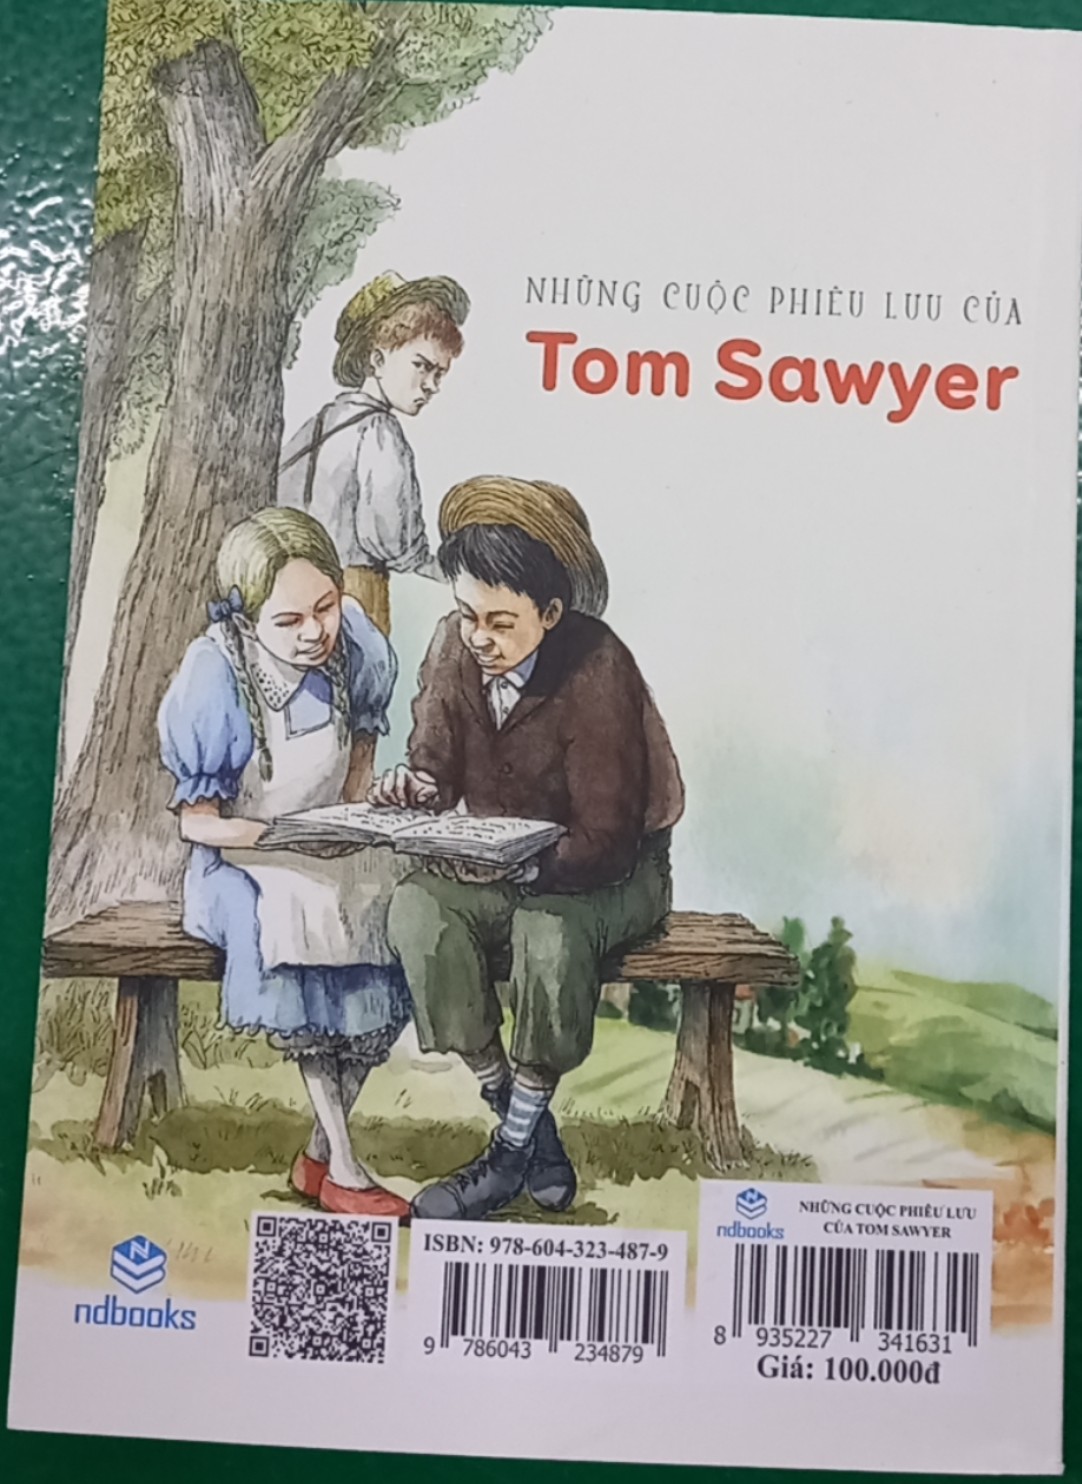 NHỮNG CUỘC PHIÊU LƯU CỦA
Tom Sawyer
ndbooks
ISBN: 978-604-323-487-9
9 786043 234879
ndbooks
NHỮNG CUỘC PHIÊU LƯU
CỦA TOM SAWYER
8 935227 341631
Giá: 100.000đ